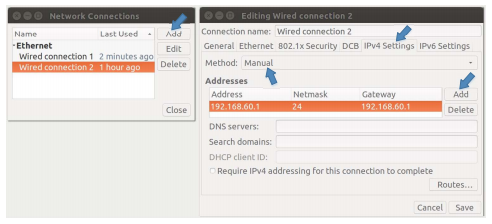 Network Connections
Name Last Used Add
Ethernet Edit
Wired connection 1 2 minutes ago
Wired connection 2 1 hour ago Delete
Close
Editing Wired connection 2
Connection name: Wired connection 2
General Ethernet 802.1x Security DCB IPv4 Settings IPv6 Settings
Method: Manual
Addresses
Address Netmask Gateway Add
192.168.60.1 24 192.168.60.1 Delete
DNS servers:
Search domains:
DHCP client ID:
Require IPv4 addressing for this connection to complete
Routes...
Cancel Save